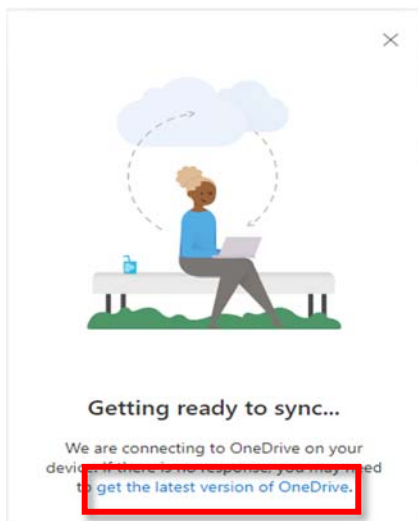 Getting ready to sync...
We are connecting to OneDrive on your
device. If there is no response, you may need
to get the latest version of OneDrive.